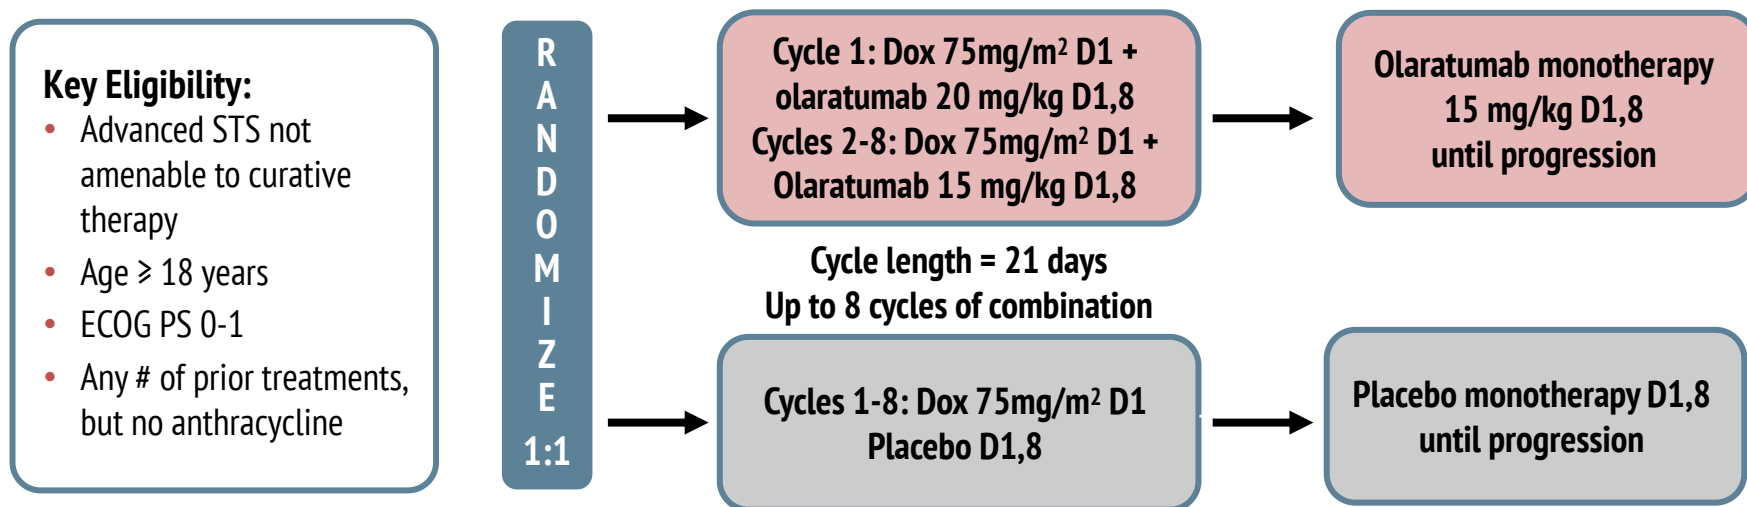 Key Eligibility:
• Advanced STS not
amenable to curative
therapy
• Age ⩾ 18 years
• ECOG PS 0-1
• Any # of prior treatments,
but no anthracycline
R
A
N
D
O
M
I
Z
E
1:1
Cycle 1: Dox 75mg/m² D1 +
olaratumab 20 mg/kg D1,8
Cycles 2-8: Dox 75mg/m² D1 +
Olaratumab 15 mg/kg D1,8
Olaratumab monotherapy
15 mg/kg D1,8
until progression
Cycle length = 21 days
Up to 8 cycles of combination
Cycles 1-8: Dox 75mg/m² D1
Placebo D1,8
Placebo monotherapy D1,8
until progression